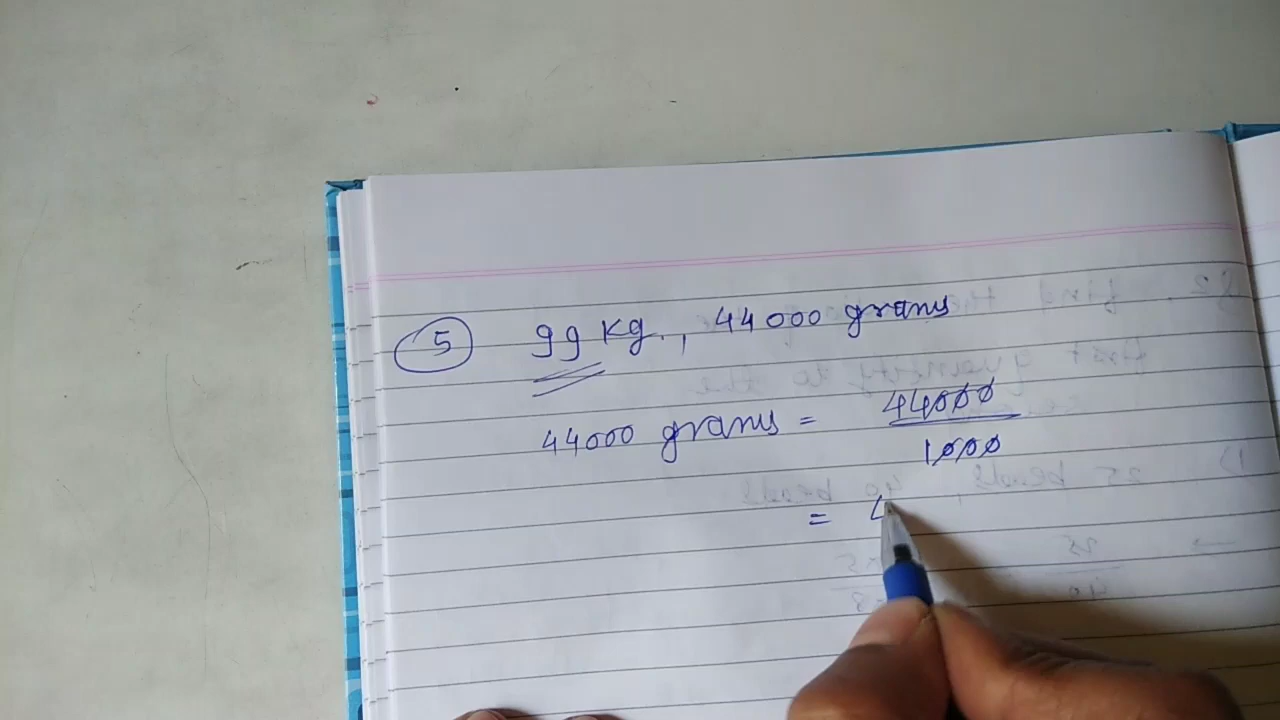 5 99 kg., 44000 grams
44000 grams = 44000
1000
= 4